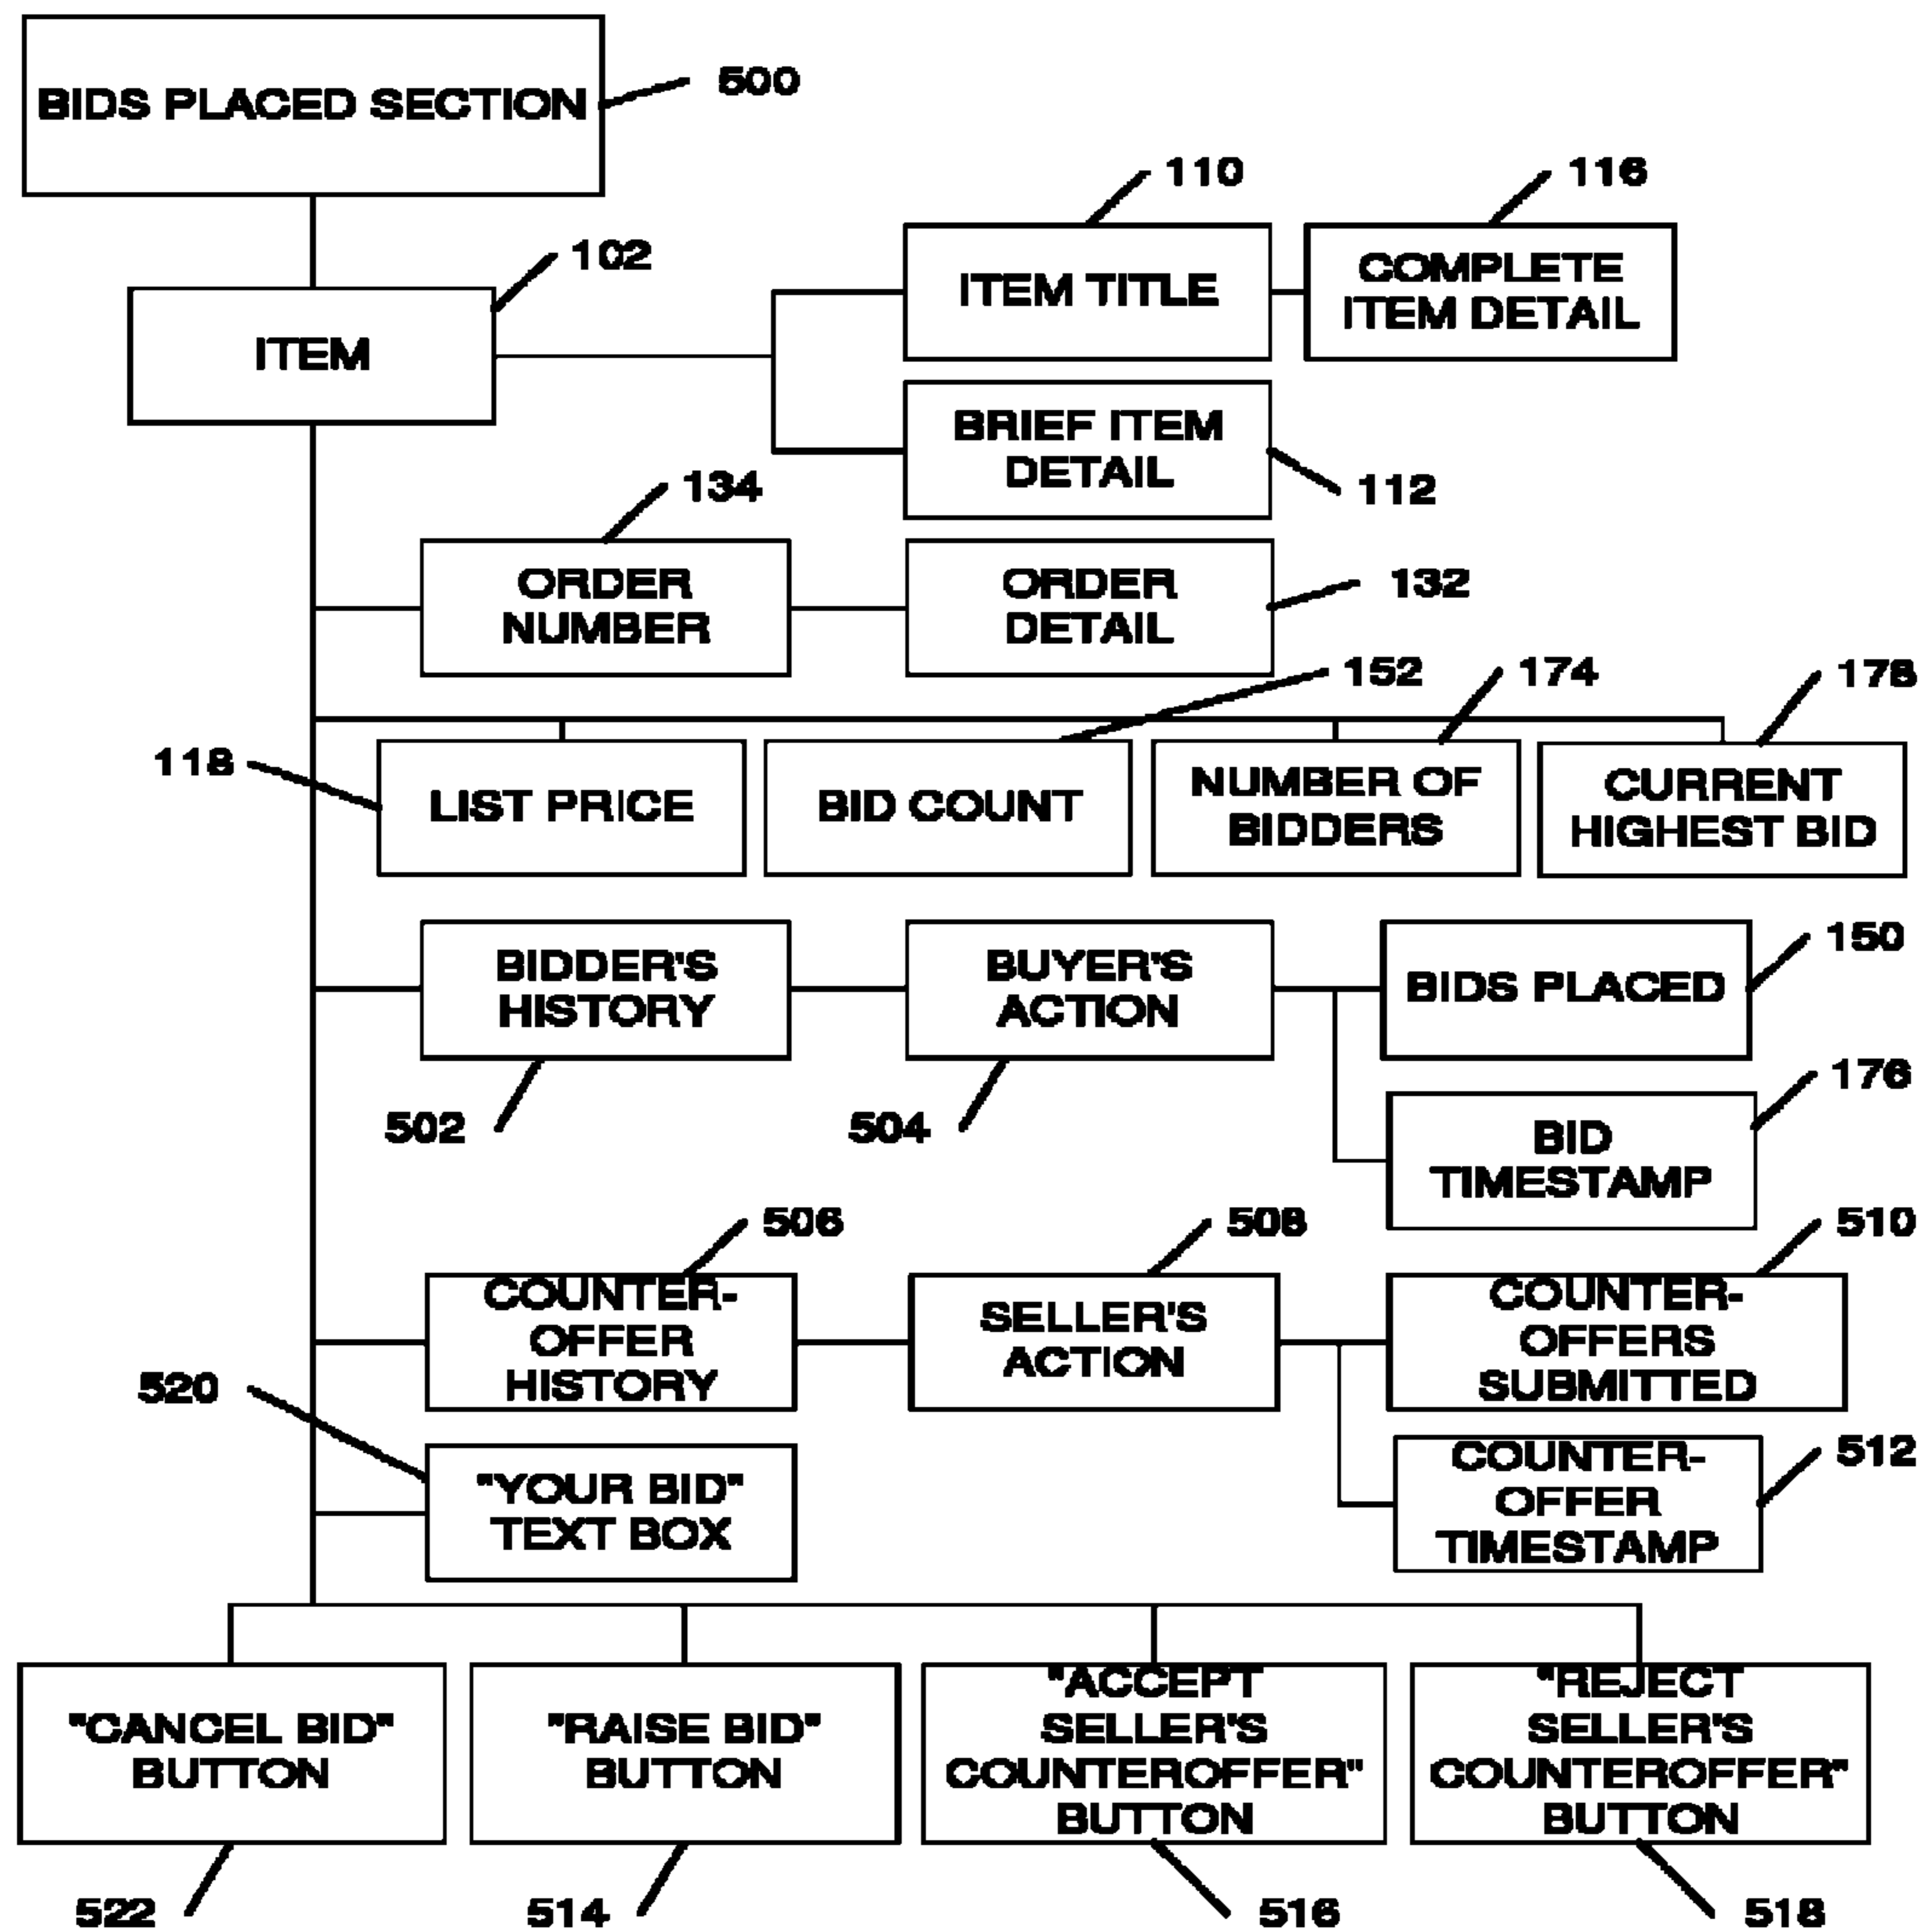 BIDS PLACED SECTION
500
110
116
102
ITEM TITLE
COMPLETE
ITEM DETAIL
ITEM
BRIEF ITEM
DETAIL
112
134
ORDER
NUMBER
ORDER
DETAIL
132
152
174
178
118
LIST PRICE
BID COUNT
NUMBER OF
BIDDERS
CURRENT
HIGHEST BID
BIDDER'S
HISTORY
BUYER'S
ACTION
BIDS PLACED
150
502
504
176
BID
TIMESTAMP
506
508
510
COUNTER-
OFFER
HISTORY
SELLER'S
ACTION
COUNTER-
OFFERS
SUBMITTED
520
"YOUR BID"
TEXT BOX
COUNTER-
OFFER
TIMESTAMP
512
"CANCEL BID"
BUTTON
"RAISE BID"
BUTTON
"ACCEPT
SELLER'S
COUNTEROFFER"
BUTTON
"REJECT
SELLER'S
COUNTEROFFER"
BUTTON
522
514
516
518